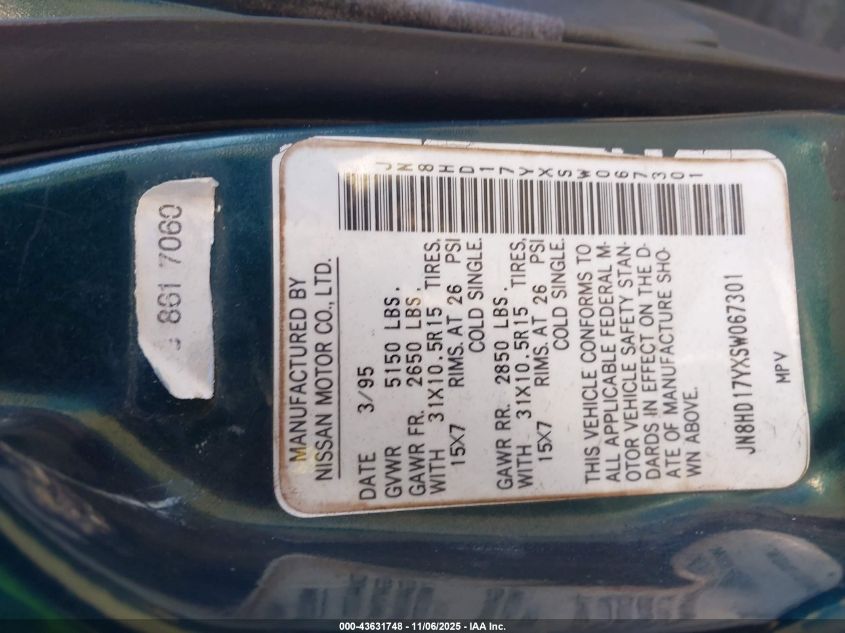 MANUFACTURED BY
NISSAN MOTOR CO., LTD.
DATE 3/95
GVWR 5150 LBS.
GAWR FR. 2650 LBS.
WITH 31X10.5R15 TIRES,
15X7 RIMS. AT 26 PSI
COLD SINGLE.
GAWR RR. 2850 LBS.
WITH 31X10.5R15 TIRES,
15X7 RIMS. AT 26 PSI
COLD SINGLE.
THIS VEHICLE CONFORMS TO
ALL APPLICABLE FEDERAL M-
OTOR VEHICLE SAFETY STAN-
DARDS IN EFFECT ON THE D-
ATE OF MANUFACTURE SHO-
WN ABOVE.
JN8HD17YXSW067301
MPV
JN8HD17YXSW067301
861 7060
000-43631748 - 11/06/2025 - IAA Inc.